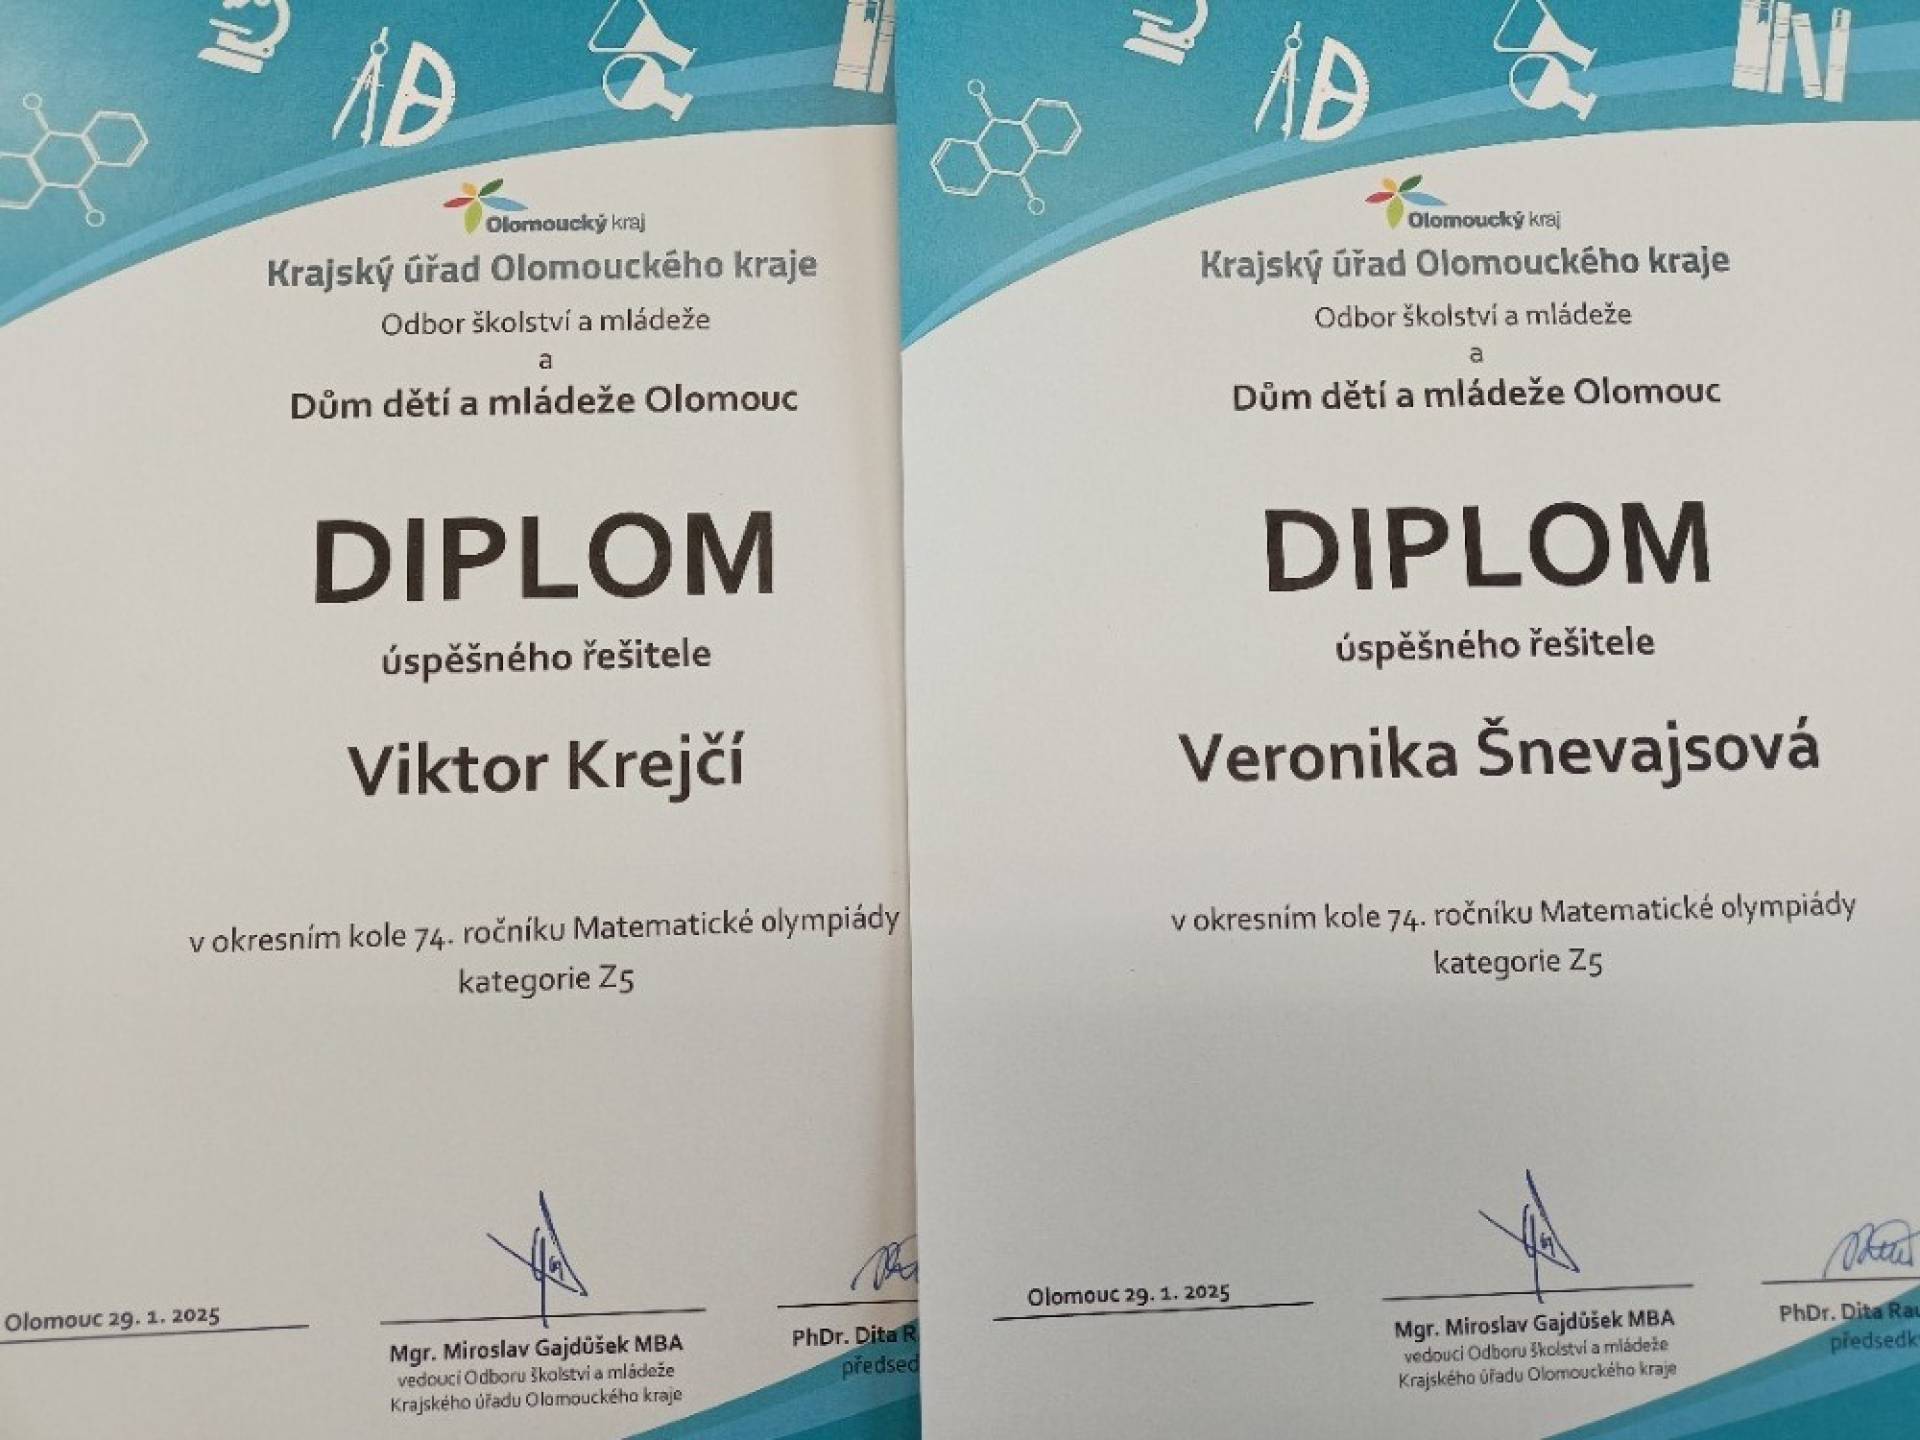 Olomoucký kraj
Krajský úřad Olomouckého kraje
Odbor školství a mládeže
a
Dům dětí a mládeže Olomouc
DIPLOM
úspěšného řešitele
Viktor Krejčí
v okresním kole 74. ročníku Matematické olympiády
kategorie Z5
Olomouc 29. 1. 2025
Mgr. Miroslav Gajdůšek MBA
vedoucí Odboru školství a mládeže
Krajského úřadu Olomouckého kraje
PhDr. Dita
Olomoucký kraj
Krajský úřad Olomouckého kraje
Odbor školství a mládeže
a
Dům dětí a mládeže Olomouc
DIPLOM
úspěšného řešitele
Veronika Šnevajsová
v okresním kole 74. ročníku Matematické olympiády
kategorie Z5
Olomouc 29. 1. 2025
Mgr. Miroslav Gajdůšek MBA
vedoucí Odboru školství a mládeže
Krajského úřadu Olomouckého kraje
PhDr. Dita